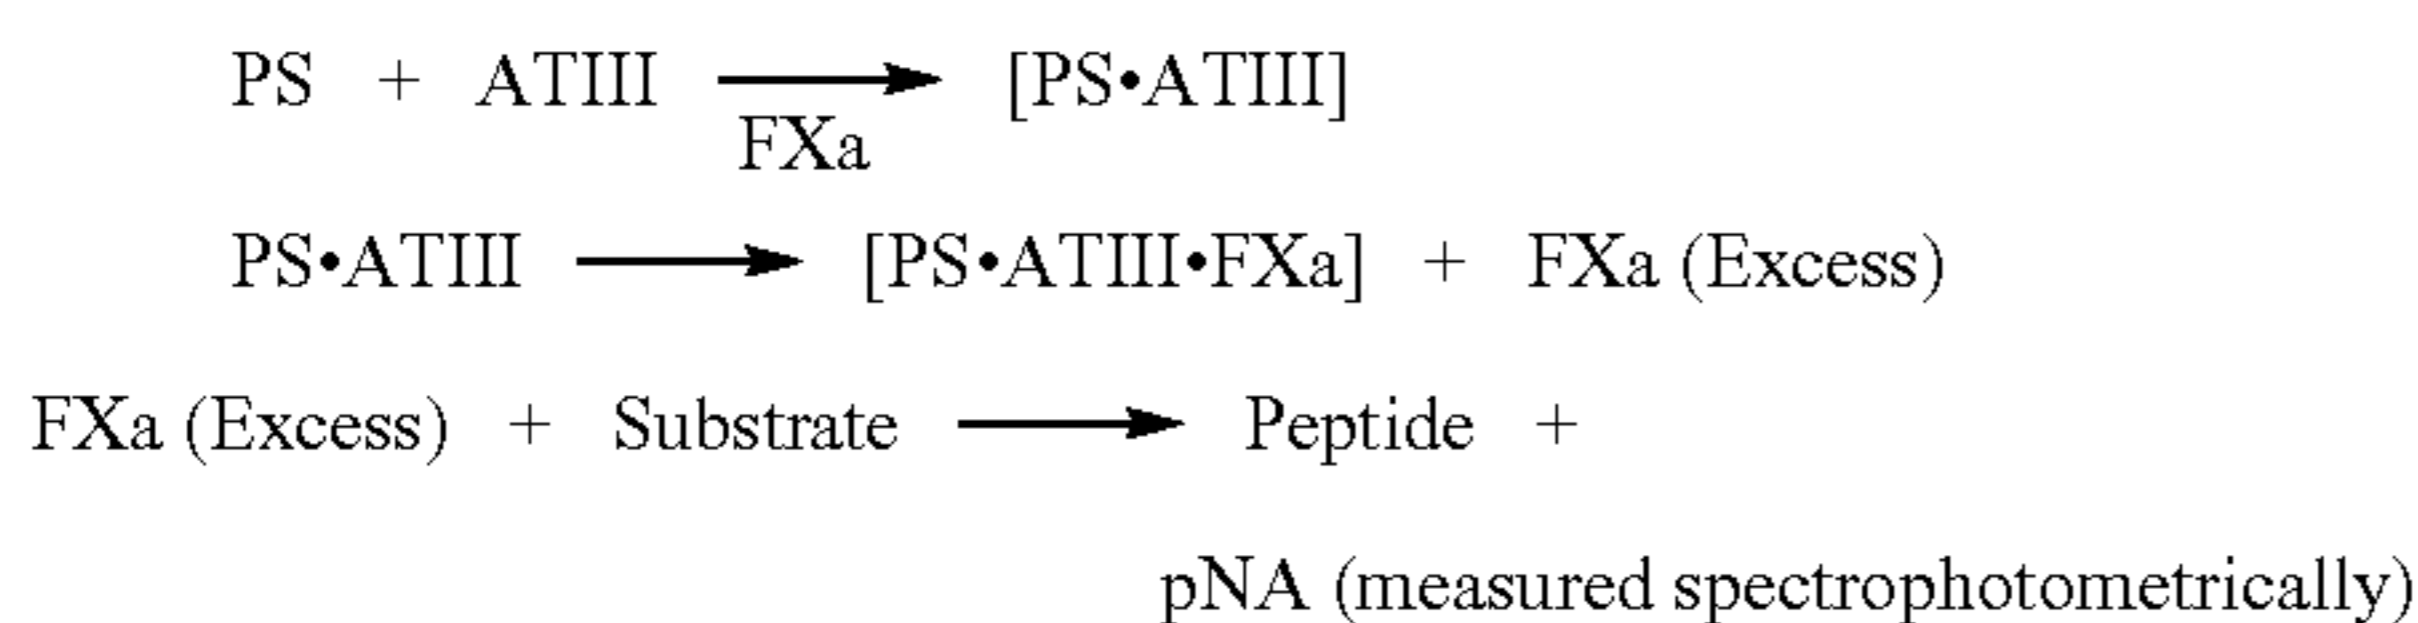 PS + ATIII ⟶ [PS•ATIII]
FXa
PS•ATIII ⟶ [PS•ATIII•FXa] + FXa (Excess)
FXa (Excess) + Substrate ⟶ Peptide +
pNA (measured spectrophotometrically)